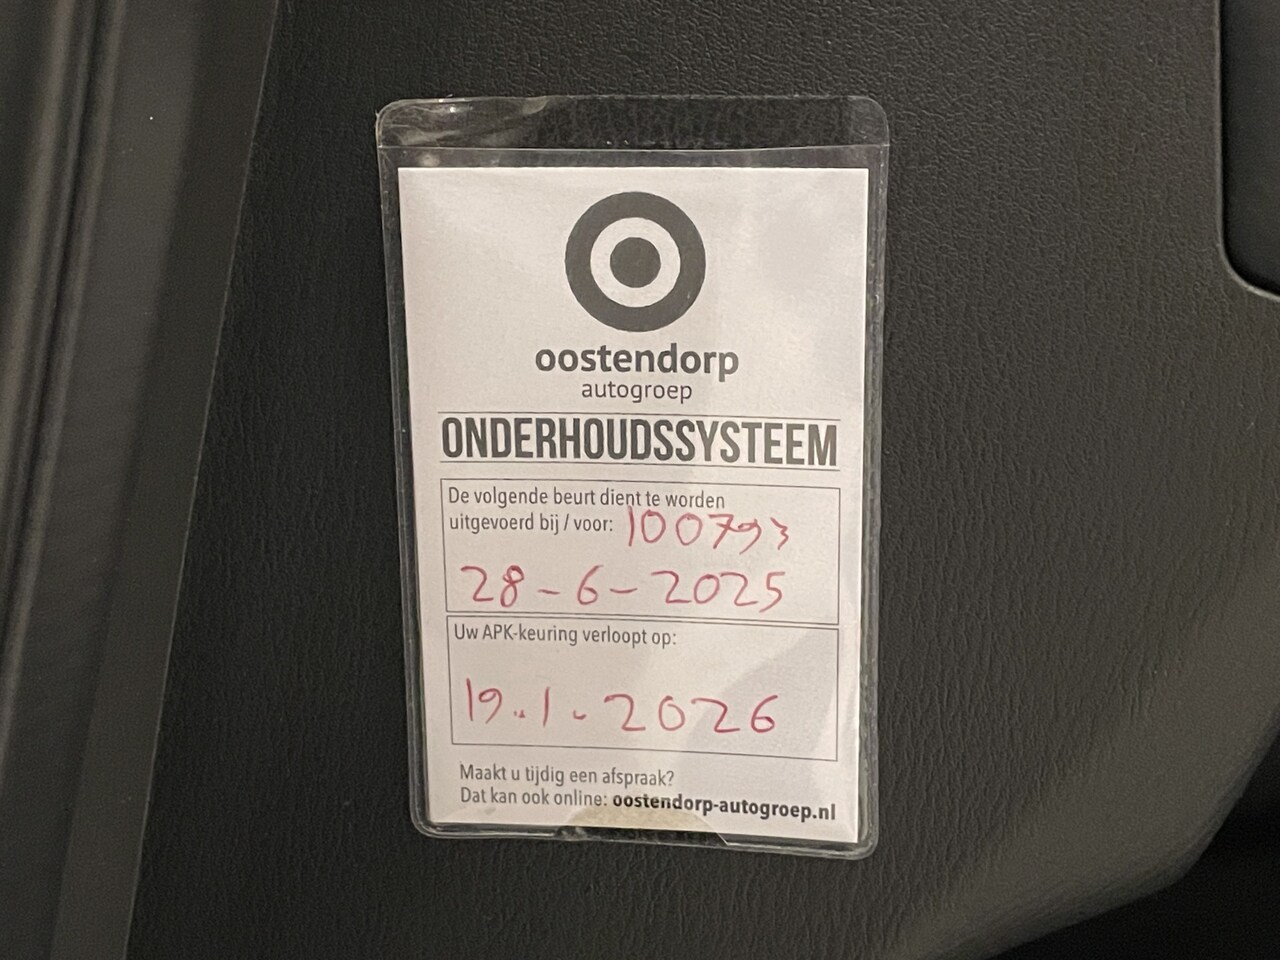 oostendorp
autogroep
ONDERHOUDSSYSTEEM
De volgende beurt dient te worden
uitgevoerd bij / voor: 100793
28-6-2025
Uw APK-keuring verloopt op:
19.1.2026
Maakt u tijdig een afspraak?
Dat kan ook online: oostendorp-autogroep.nl